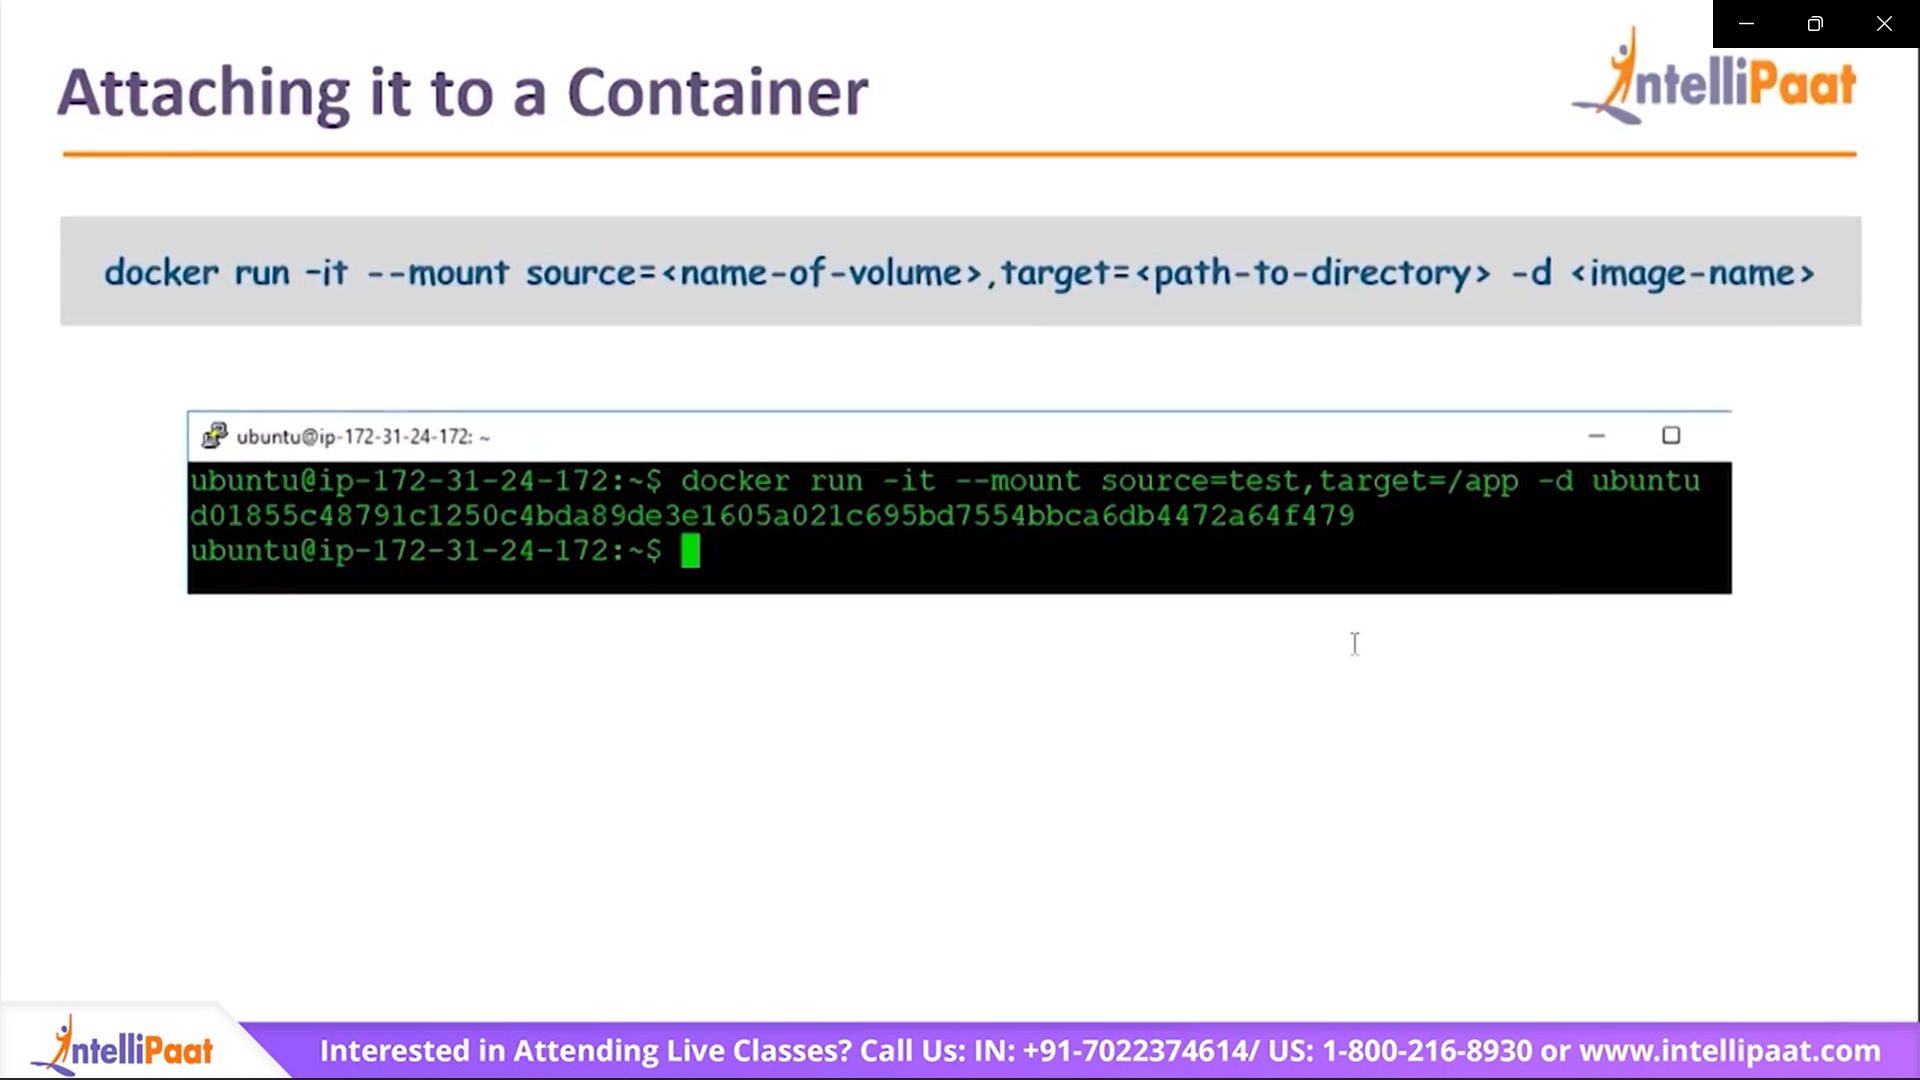 Attaching it to a Container
IntelliPaat
docker run -it --mount source=<name-of-volume>,target=<path-to-directory> -d <image-name>
ubuntu@ip-172-31-24-172: ~
ubuntu@ip-172-31-24-172:~$ docker run -it --mount source=test,target=/app -d ubuntu
d01855c48791c1250c4bda89de3e1605a021c695bd7554bbca6db4472a64f479
ubuntu@ip-172-31-24-172:~$
IntelliPaat
Interested in Attending Live Classes? Call Us: IN: +91-7022374614/ US: 1-800-216-8930 or www.intellipaat.com